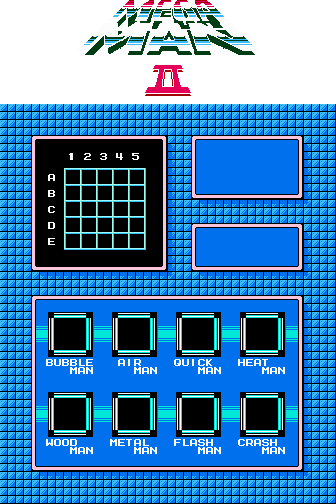 MEGA
MAN
II
1 2 3 4 5
A
B
C
D
E
BUBBLE MAN
AIR MAN
QUICK MAN
HEAT MAN
WOOD MAN
METAL MAN
FLASH MAN
CRASH MAN